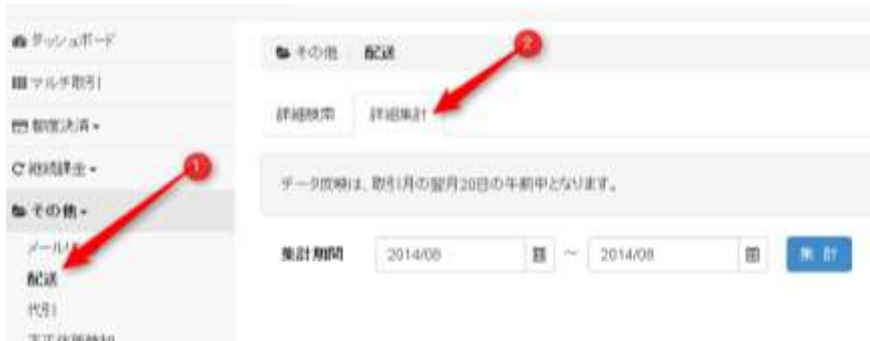 ダッシュボード
マルチ取引
都度決済
継続課金
その他
配送
代引
その他 配送
詳細検索 詳細集計
データ反映は、取引月の翌月20日の午前中となります。
集計期間 2014/08 ~ 2014/08 集計
1
2